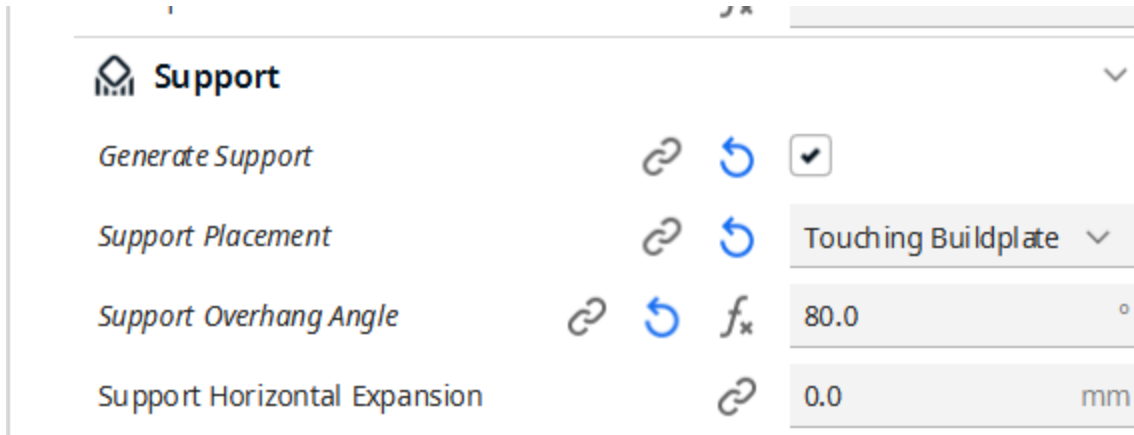 Support
Generate Support
Support Placement Touching Buildplate
Support Overhang Angle 80.0 °
Support Horizontal Expansion 0.0 mm